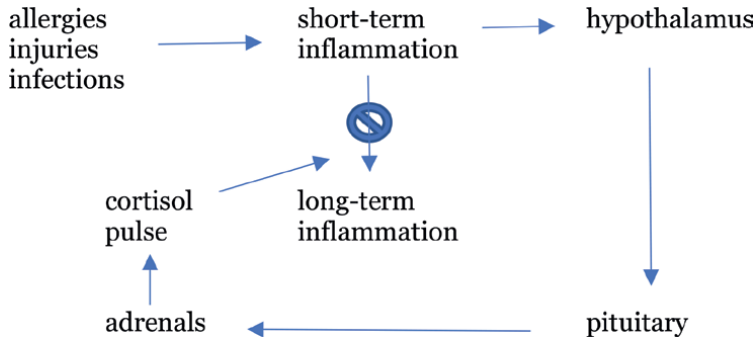 allergies
injuries
infections
short-term
inflammation
hypothalamus
cortisol
pulse
long-term
inflammation
adrenals
pituitary